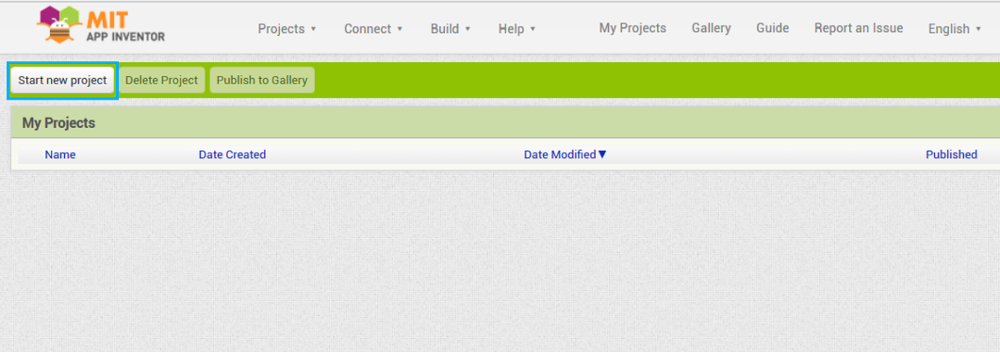 MIT
APP INVENTOR
Projects ▾ Connect ▾ Build ▾ Help ▾ My Projects Gallery Guide Report an Issue English ▾
Start new project Delete Project Publish to Gallery
My Projects
Name Date Created Date Modified▼ Published